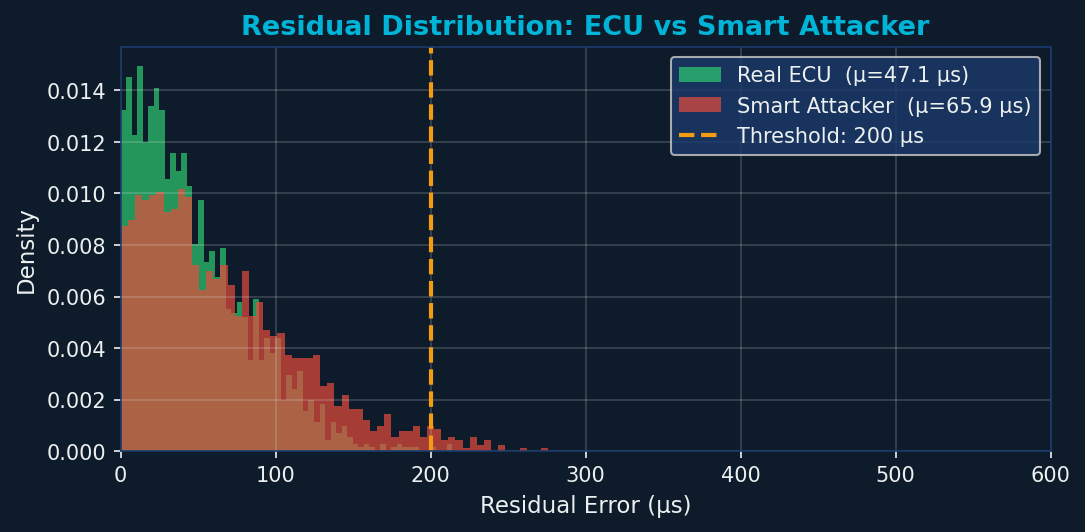 Residual Distribution: ECU vs Smart Attacker
Real ECU (μ=47.1 μs)
Smart Attacker (μ=65.9 μs)
Threshold: 200 μs
Density
0.014
0.012
0.010
0.008
0.006
0.004
0.002
0.000
0 100 200 300 400 500 600
Residual Error (μs)